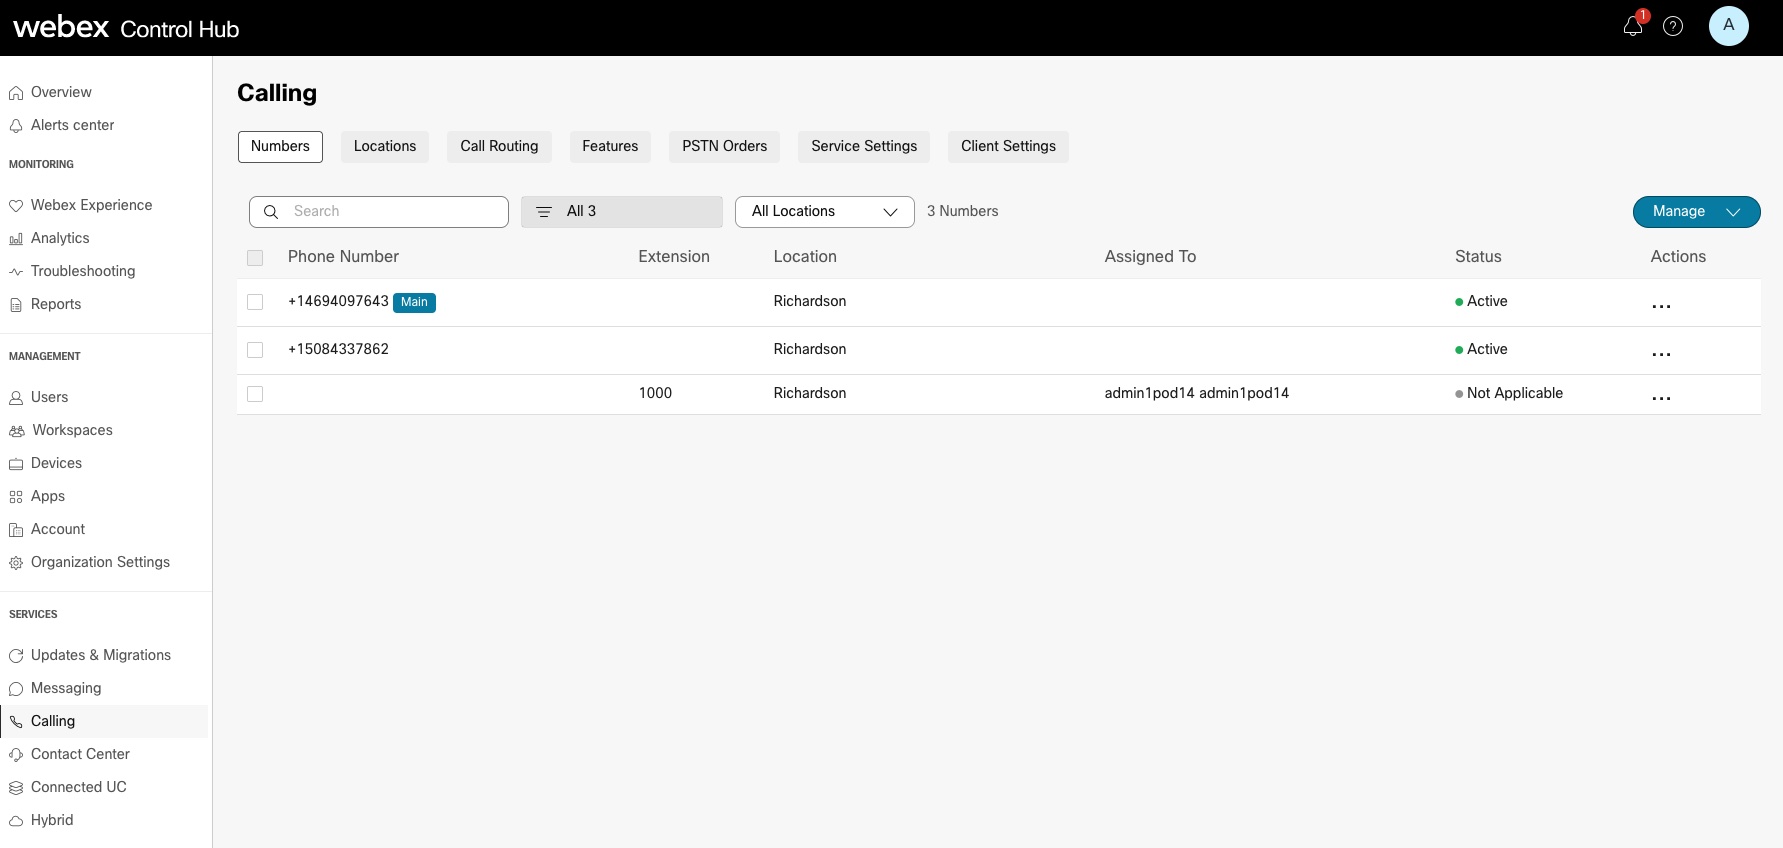 webex Control Hub
1
A
Overview
Alerts center
MONITORING
Webex Experience
Analytics
Troubleshooting
Reports
MANAGEMENT
Users
Workspaces
Devices
Apps
Account
Organization Settings
SERVICES
Updates & Migrations
Messaging
Calling
Contact Center
Connected UC
Hybrid
Calling
Numbers Locations Call Routing Features PSTN Orders Service Settings Client Settings
Search All 3 All Locations 3 Numbers Manage
Phone Number Extension Location Assigned To Status Actions
+14694097643 Main Richardson Active ...
+15084337862 Richardson Active ...
1000 Richardson admin1pod14 admin1pod14 Not Applicable ...